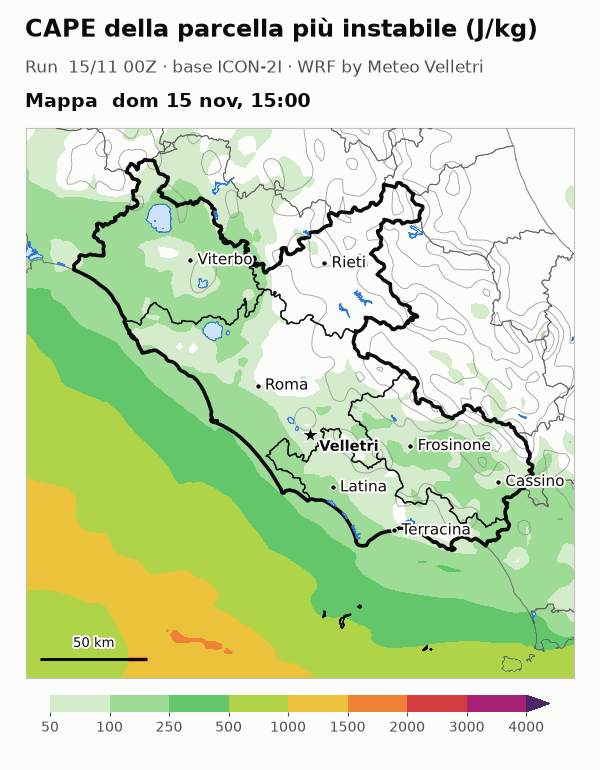 CAPE della parcella più instabile (J/kg)
Run  15/11 00Z · base ICON-2I · WRF by Meteo Velletri
Mappa  dom 15 nov, 15:00
Viterbo
Rieti
Roma
Velletri
Frosinone
Cassino
Latina
Terracina
50 km
50 100 250 500 1000 1500 2000 3000 4000